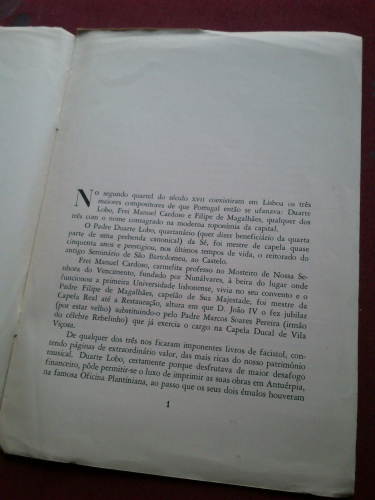 No segundo quartel do século XVII coexistiram em Lisboa os três
maiores compositores de que Portugal então se ufanava: Duarte
Lobo, Frei Manuel Cardoso e Filipe de Magalhães, qualquer dos
três com o nome consagrado na moderna toponímia da capital.
O Padre Duarte Lobo, quartanário (quer dizer beneficiário da quarta
parte de uma prebenda canonical) da Sé, foi mestre de capela quase
cinquenta anos e prestigiou, nos últimos tempos de vida, o reitorado do
antigo Seminário de São Bartolomeu, ao Castelo.
Frei Manuel Cardoso, carmelita professo no Mosteiro de Nossa Se-
nhora do Vencimento, fundado por Nunálvares, à beira do lugar onde
funcionou a primeira Universidade lisbonense, vivia no seu convento e o
Padre Filipe de Magalhães, capelão de Sua Majestade, foi mestre da
Capela Real até a Restauração, altura em que D. João IV o fez jubilar
(por estar velho) substituindo-o pelo Padre Marcos Soares Pereira (irmão
do célebre Rebelinho) que já exercia o cargo na Capela Ducal de Vila
Viçosa.
De qualquer dos três nos ficaram imponentes livros de facistol, con-
tendo páginas de extraordinário valor, das mais ricas do nosso património
musical. Duarte Lobo, certamente porque desfrutava de maior desafogo
financeiro, pôde permitir-se o luxo de imprimir as suas obras em Antuérpia,
na famosa Oficina Plantiniana, ao passo que os seus dois émulos houveram
1